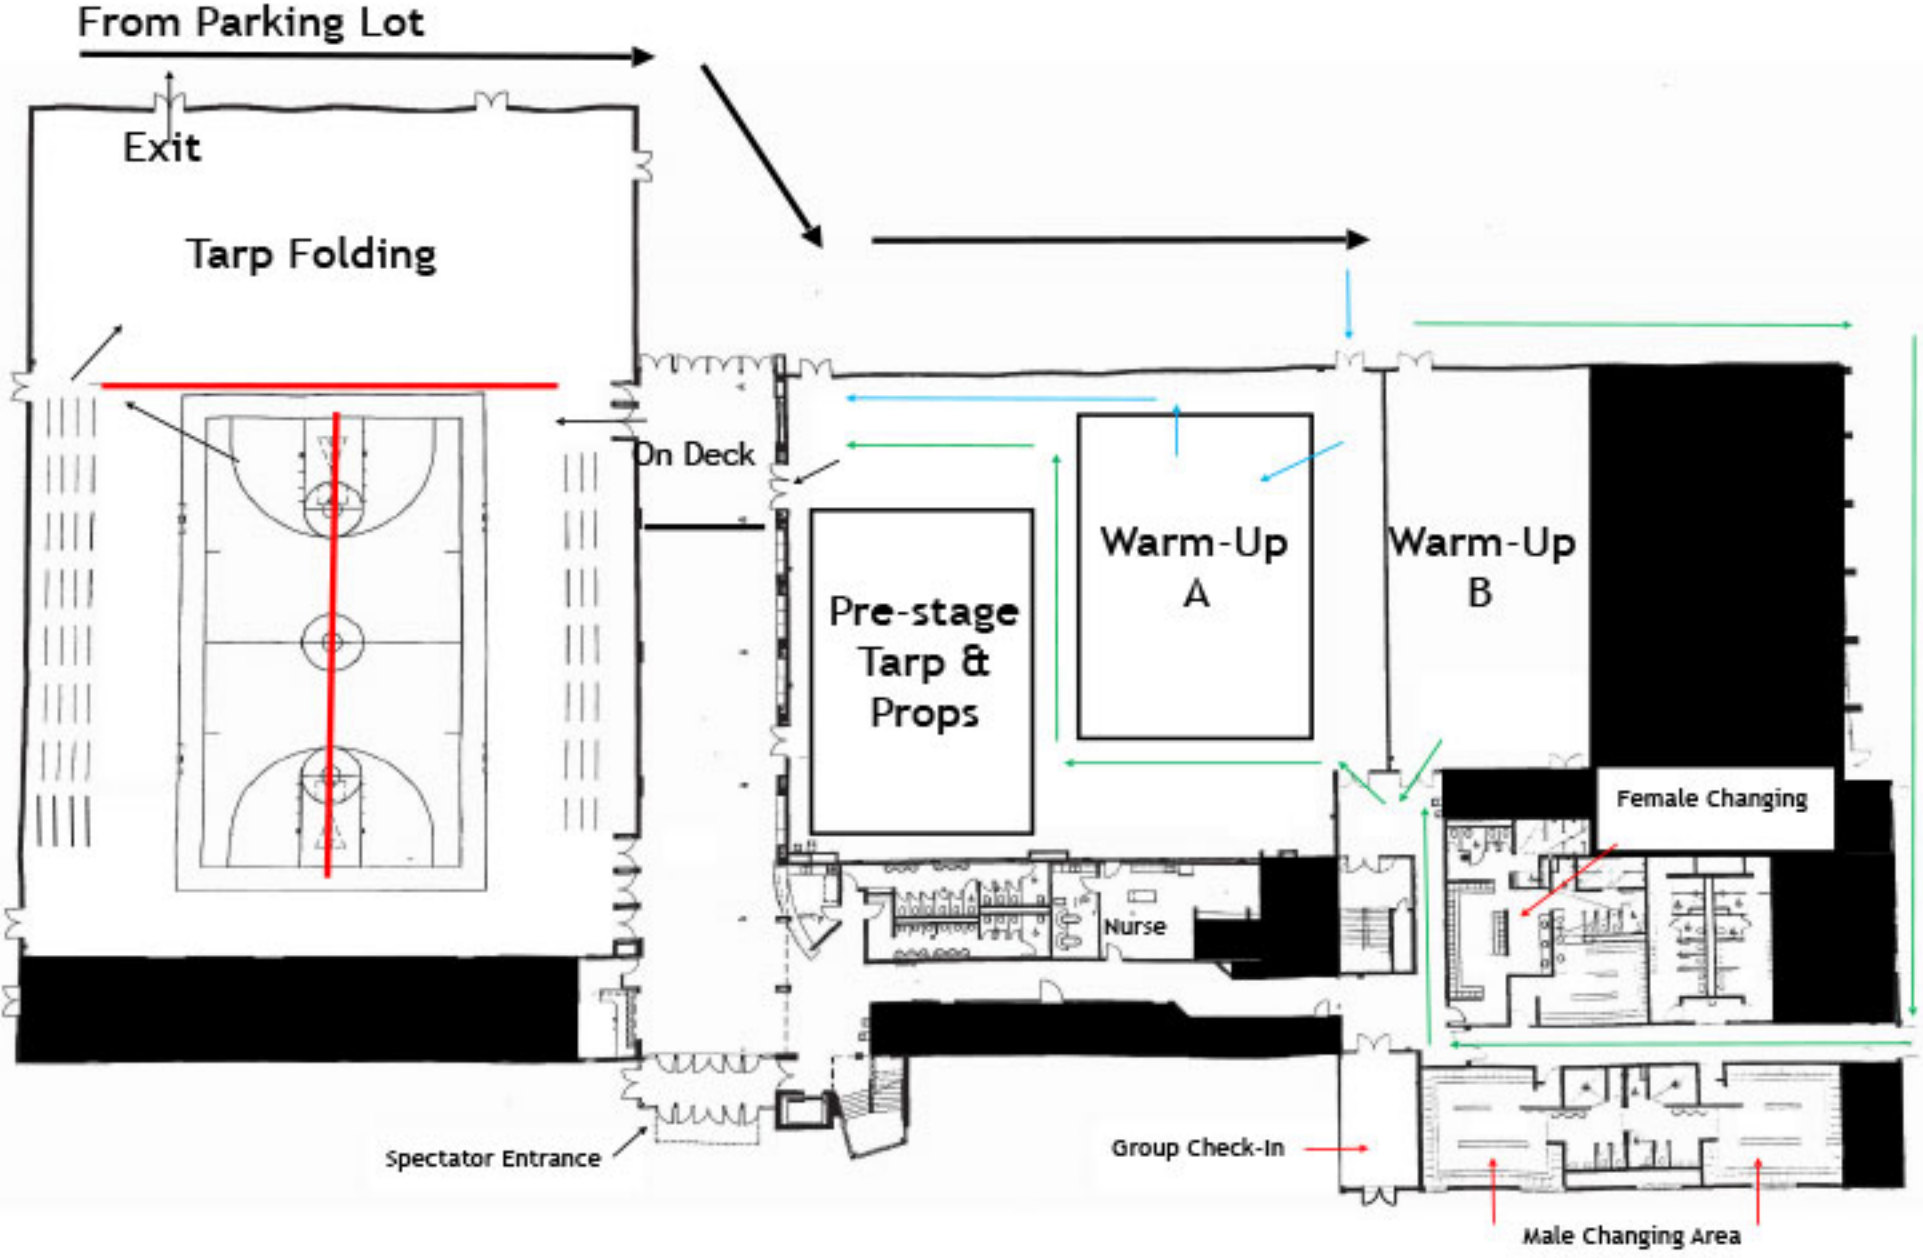 From Parking Lot
Exit
Tarp Folding
On Deck
Warm-Up
A
Warm-Up
B
Pre-stage
Tarp &
Props
Female Changing
Nurse
Group Check-In
Spectator Entrance
Male Changing Area